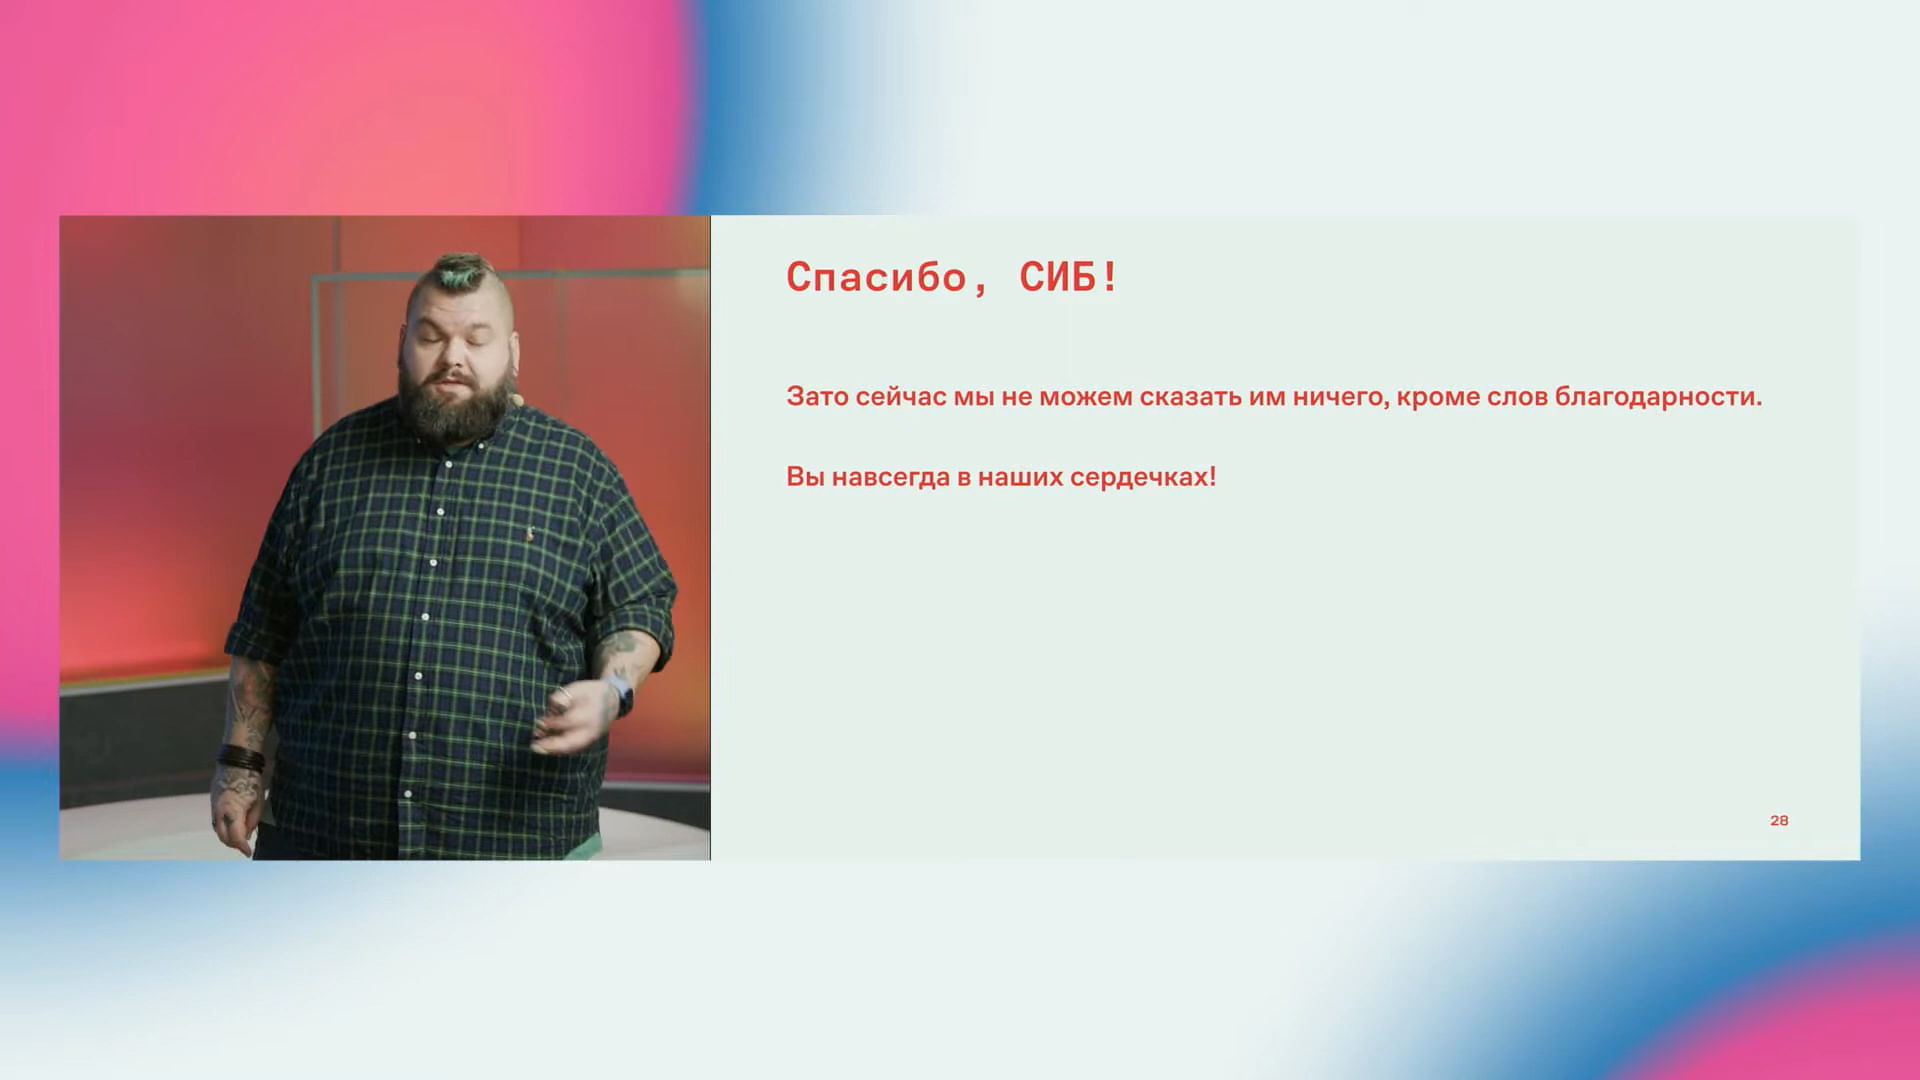 Спасибо, СИБ!
Зато сейчас мы не можем сказать им ничего, кроме слов благодарности.
Вы навсегда в наших сердечках!
28